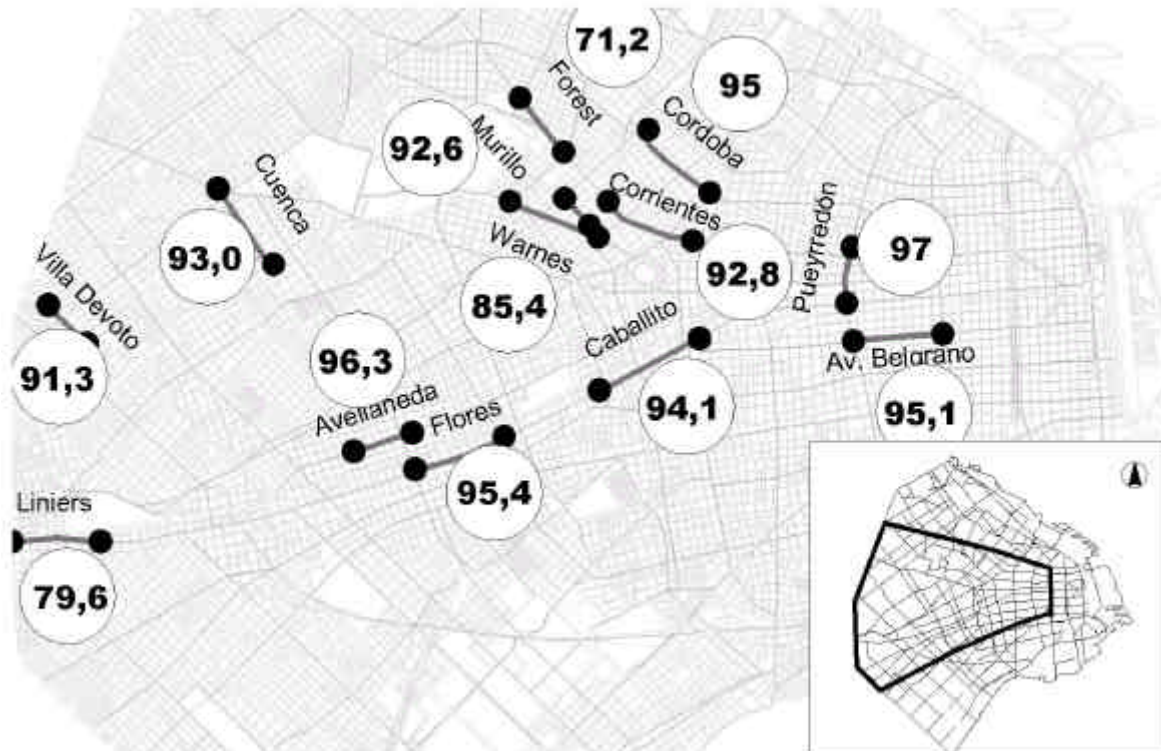 71,2
95
Forest
Cordoba
92,6
Murillo
Cuenca
Corrientes
93,0
Warnes
92,8
Pueyrredón
97
Villa Devoto
85,4
Caballito
91,3
96,3
Av. Belgrano
94,1
95,1
Avellaneda
Flores
95,4
Liniers
79,6